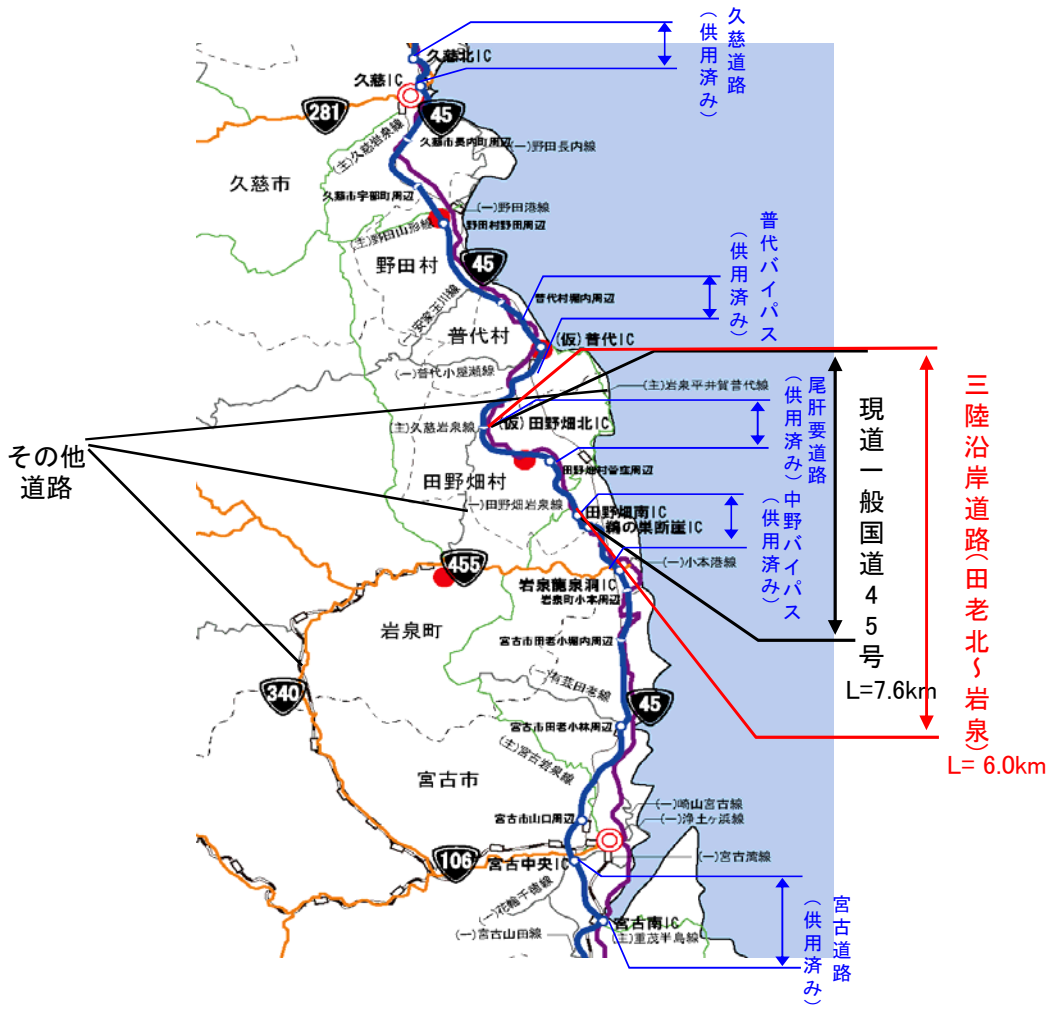 久慈道路
(供用済み)
久慈北IC
久慈IC
281
45
(主)久慈岩泉線
久慈市長内町周辺
(一)野田長内線
久慈市
久慈市宇部町周辺
(一)野田港線
(主)野田山形線
野田村野田周辺
野田村
45
普代バイパス
(供用済み)
(一)安家玉川線
普代村堀内周辺
普代村
(仮)普代IC
(一)普代小屋瀬線
(主)岩泉平井賀普代線
尾肝要道路
(供用済み)
(主)久慈岩泉線
(仮)田野畑北IC
その他
道路
田野畑村菅窪周辺
田野畑村
(一)田野畑岩泉線
田野畑南IC
鵜の巣断崖IC
中野バイパス
(供用済み)
現道一般国道45号
L=7.6km
三陸沿岸道路(田老北~岩泉)
L= 6.0km
455
(一)小本港線
岩泉龍泉洞IC
岩泉町小本周辺
岩泉町
宮古市田老小堀内周辺
(一)有芸田老線
340
45
宮古市田老小林周辺
(主)宮古岩泉線
宮古市
(一)崎山宮古線
宮古市山口周辺
(一)浄土ヶ浜線
106
宮古中央IC
(一)宮古湾線
(一)花輪千徳線
宮古南IC
(一)宮古山田線
(主)重茂半島線
宮古道路
(供用済み)